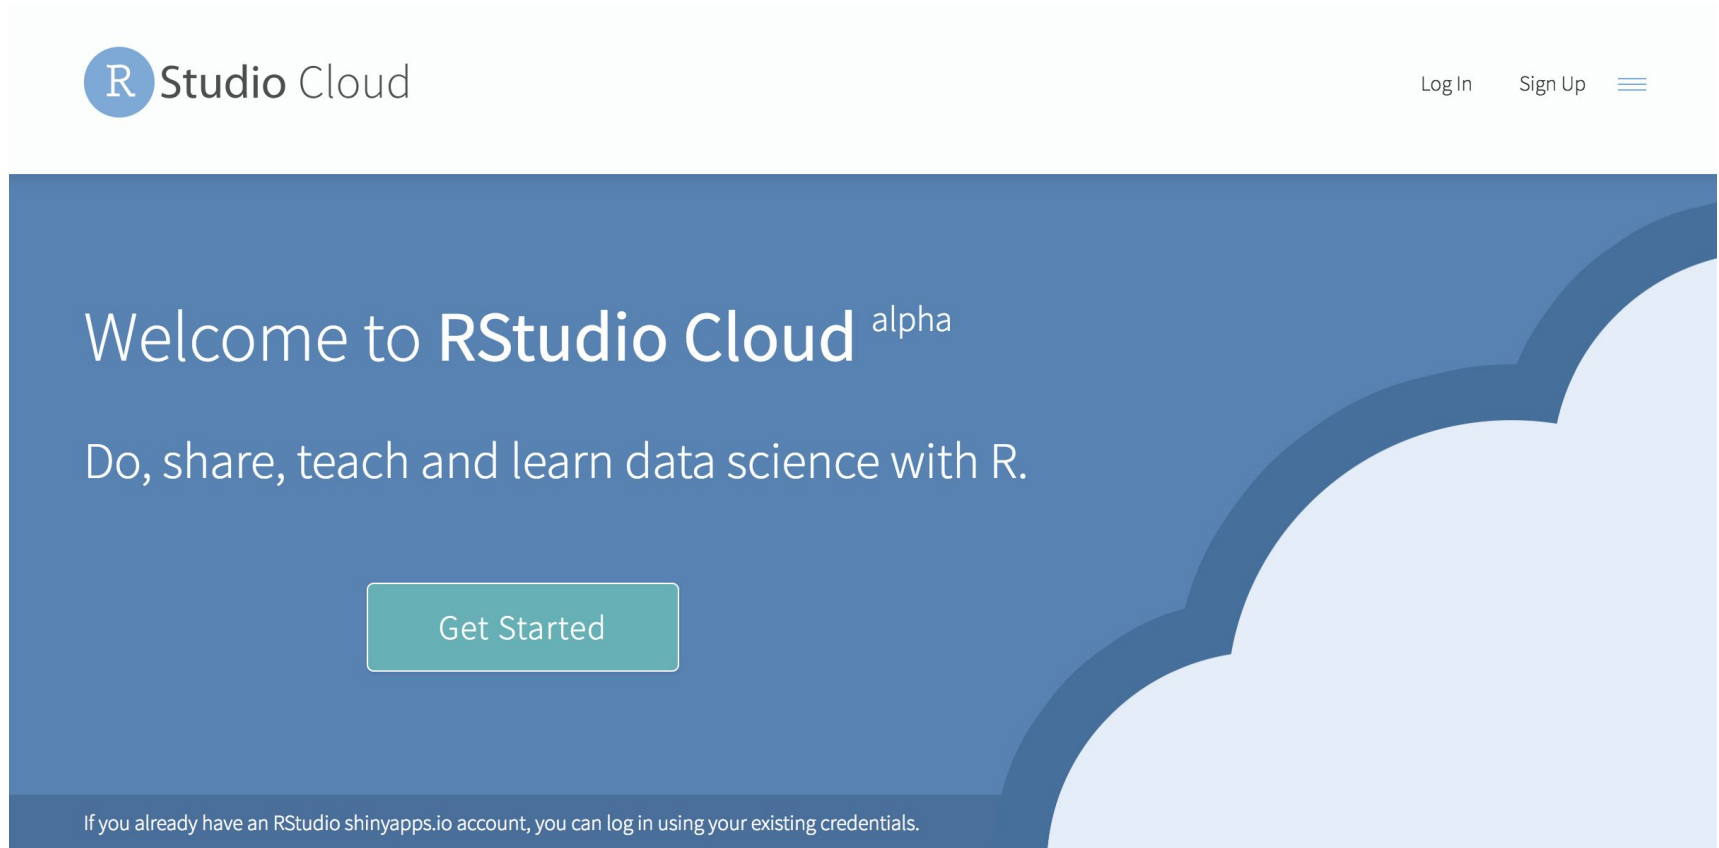 R Studio Cloud
Log In Sign Up
Welcome to RStudio Cloud alpha
Do, share, teach and learn data science with R.
Get Started
If you already have an RStudio shinyapps.io account, you can log in using your existing credentials.